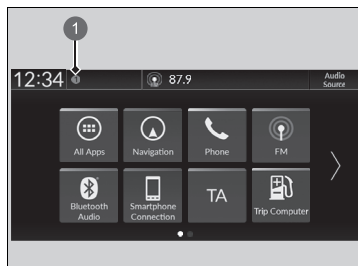 1
12:34
87.9
Audio
Source
All Apps
Navigation
Phone
FM
Bluetooth
Audio
Smartphone
Connection
TA
Trip Computer